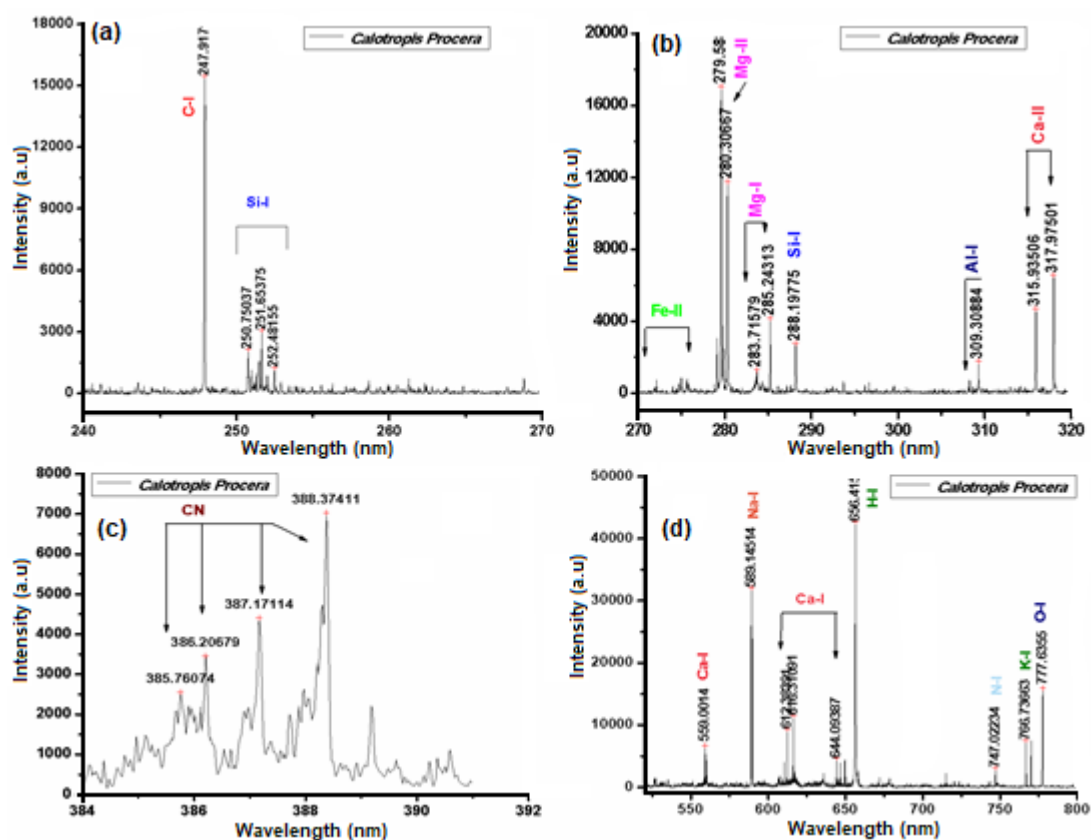 (a)
Calotropis Procera
18000
15000
12000
9000
6000
3000
0
Intensity (a.u)
C-I
247.917
Si-I
250.75037
251.65375
252.48155
240
250
260
270
Wavelength (nm)
(b)
Calotropis Procera
20000
16000
12000
8000
4000
0
Intensity (a.u)
Fe-II
279.58
Mg-II
280.30667
Mg-I
283.71579
285.24313
Si-I
288.19775
Al-I
309.30884
Ca-II
315.93506
317.97501
270
280
290
300
310
320
Wavelength (nm)
(c)
Calotropis Procera
8000
7000
6000
5000
4000
3000
2000
1000
0
Intensity (a.u)
CN
385.76074
386.20679
387.17114
388.37411
384
386
388
390
392
Wavelength (nm)
(d)
Calotropis Procera
50000
40000
30000
20000
10000
0
Intensity (a.u)
Ca-I
559.0014
Na-I
589.14514
Ca-I
644.09387
656.41
H-I
N-I
747.02234
K-I
766.73663
O-I
777.6355
550
600
650
700
750
800
Wavelength (nm)